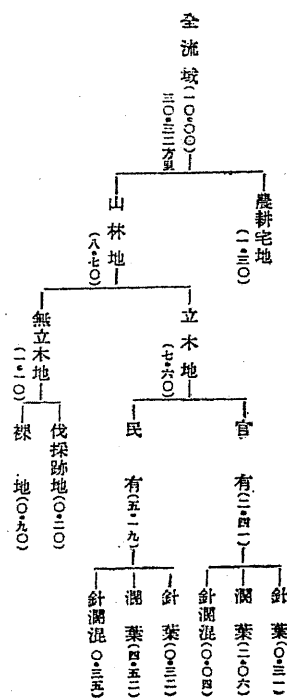 全流域(一〇・〇〇)
三〇・三二方里
農耕宅地(一・三〇)
山林地(八・七〇)
立木地(七・六〇)
無立木地(一・一〇)
官有(二・四一)
民有(五・一九)
伐採跡地(〇・二〇)
裸地(〇・九〇)
針葉(〇・三一)
濶葉(二・〇六)
針濶混(〇・〇四)
針葉(〇・三二)
濶葉(四・五二)
針濶混(〇・三五)